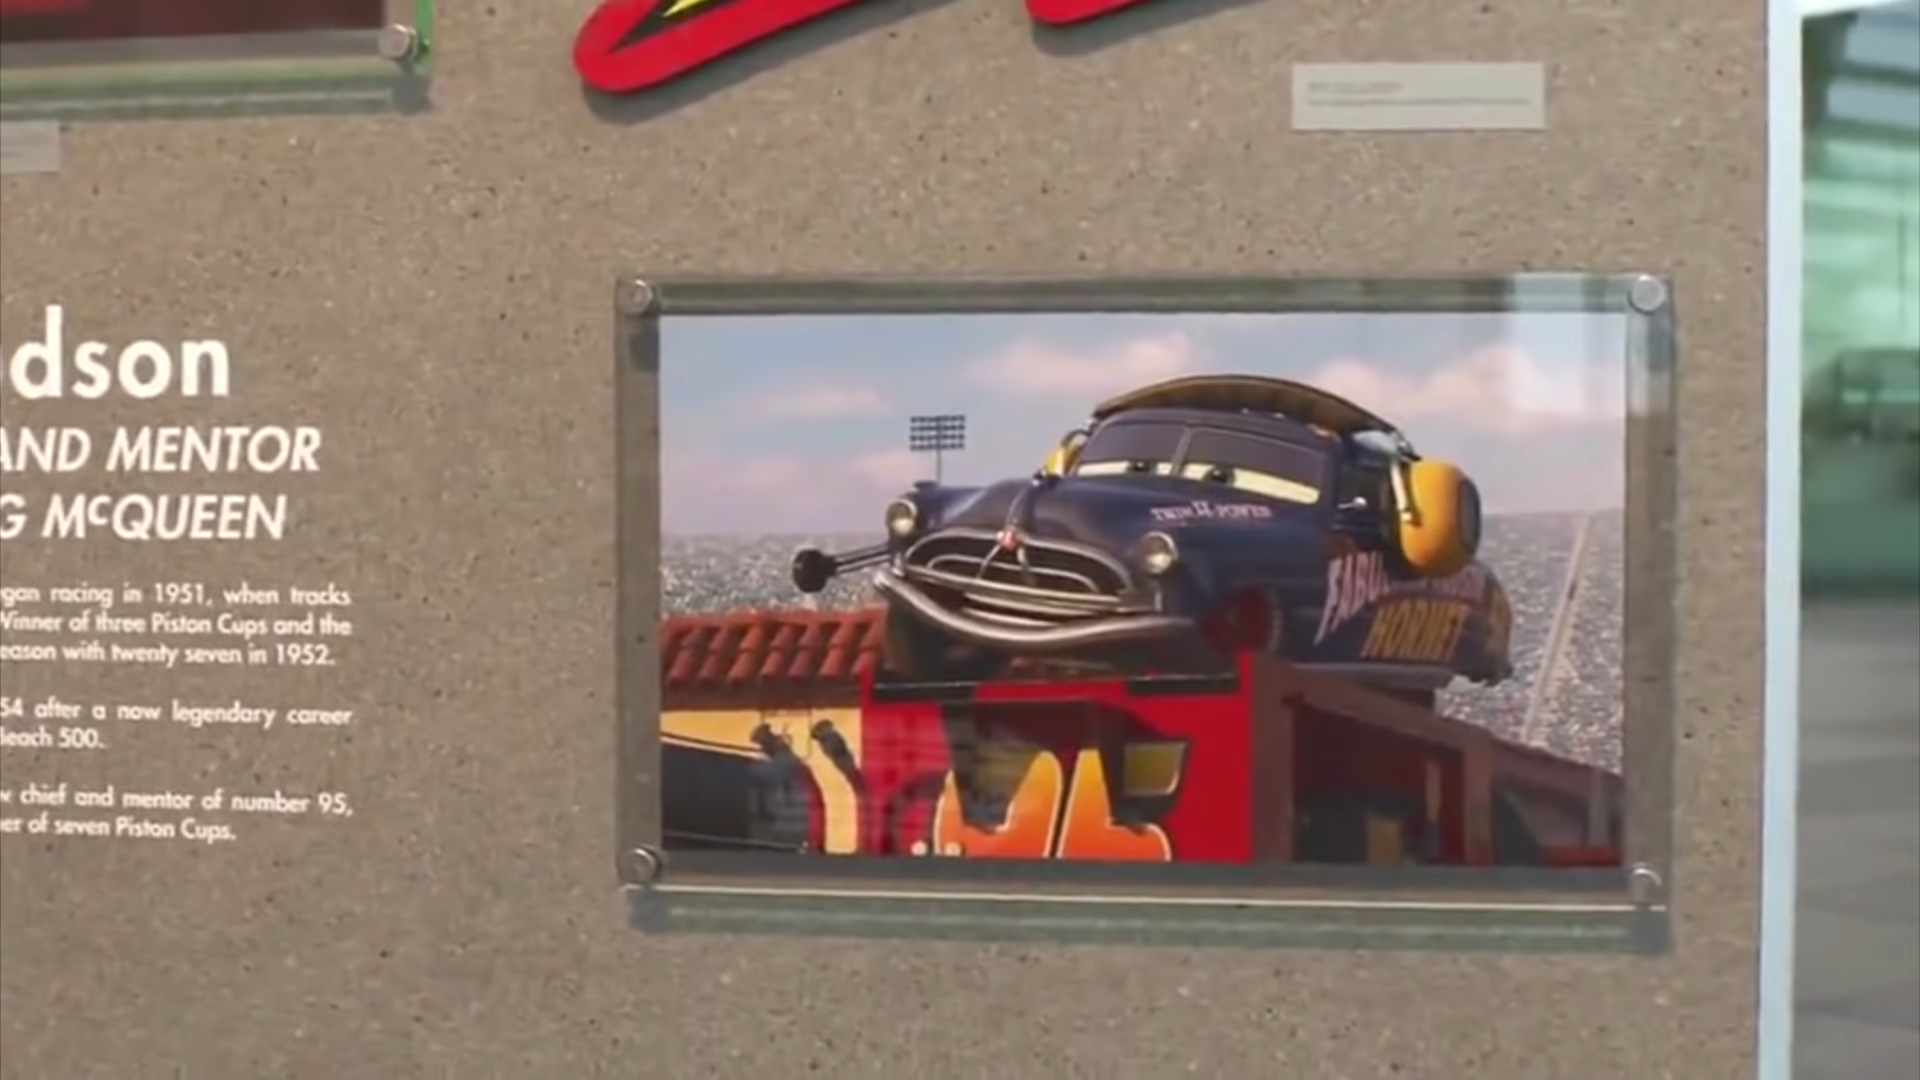 dson
AND MENTOR
G McQUEEN
gan racing in 1951, when tracks
Winner of three Piston Cups and the
eason with twenty seven in 1952.
54 after a now legendary career
Beach 500.
w chief and mentor of number 95,
er of seven Piston Cups.
TWIN H-POWER
HORNET